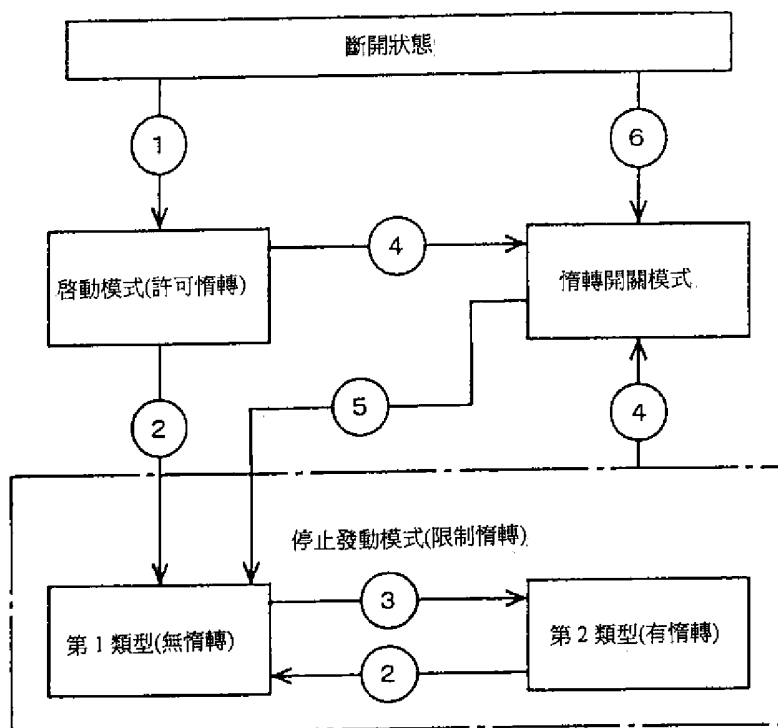 斷開狀態
1
6
啓動模式(許可惰轉)
4
惰轉開關模式
2
5
4
停止發動模式(限制惰轉)
第1類型(無惰轉)
3
第2類型(有惰轉)
2